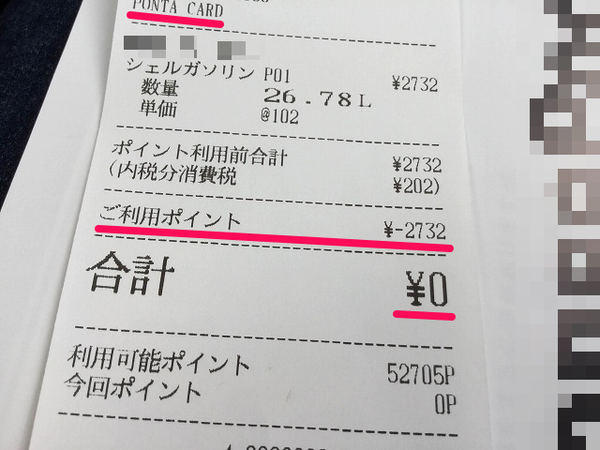 PONTA CARD
シェルガソリン P01 ¥2732
数量 26.78L
単価 @102
ポイント利用前合計 ¥2732
(内税分消費税 ¥202)
ご利用ポイント ¥-2732
合計 ¥0
利用可能ポイント 52705P
今回ポイント 0P